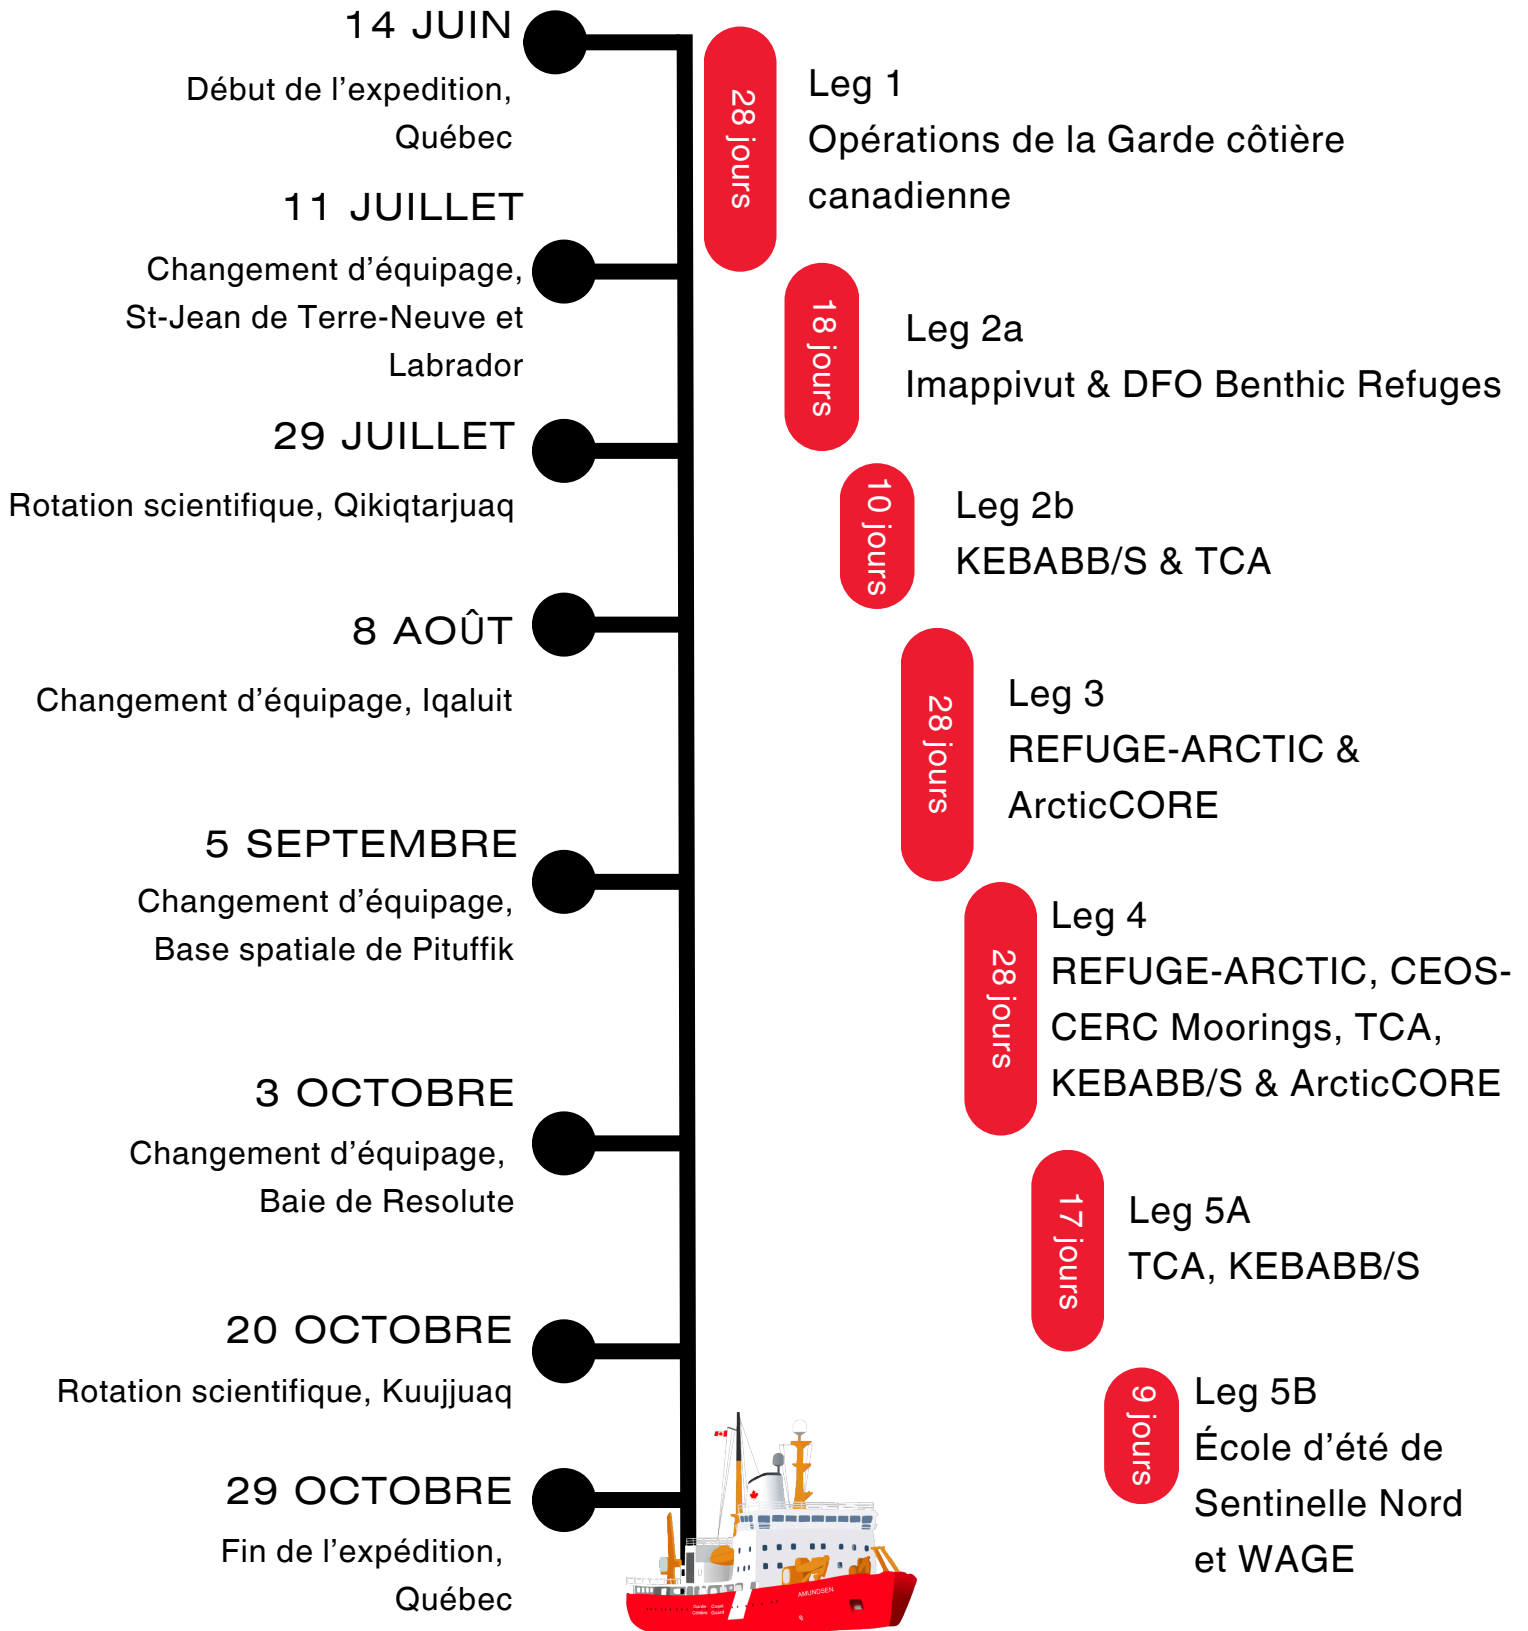 14 JUIN
Début de l'expedition,
Québec
28 jours
Leg 1
Opérations de la Garde côtière
canadienne
11 JUILLET
Changement d'équipage,
St-Jean de Terre-Neuve et
Labrador
18 jours
Leg 2a
Imappivut & DFO Benthic Refuges
29 JUILLET
Rotation scientifique, Qikiqtarjuaq
10 jours
Leg 2b
KEBABB/S & TCA
8 AOÛT
Changement d'équipage, Iqaluit
28 jours
Leg 3
REFUGE-ARCTIC &
ArcticCORE
5 SEPTEMBRE
Changement d'équipage,
Base spatiale de Pituffik
28 jours
Leg 4
REFUGE-ARCTIC, CEOS-
CERC Moorings, TCA,
KEBABB/S & ArcticCORE
3 OCTOBRE
Changement d'équipage,
Baie de Resolute
17 jours
Leg 5A
TCA, KEBABB/S
20 OCTOBRE
Rotation scientifique, Kuujjuaq
9 jours
Leg 5B
École d'été de
Sentinelle Nord
et WAGE
29 OCTOBRE
Fin de l'expédition,
Québec
AMUNDSEN
Garde Coast
Côtière Guard